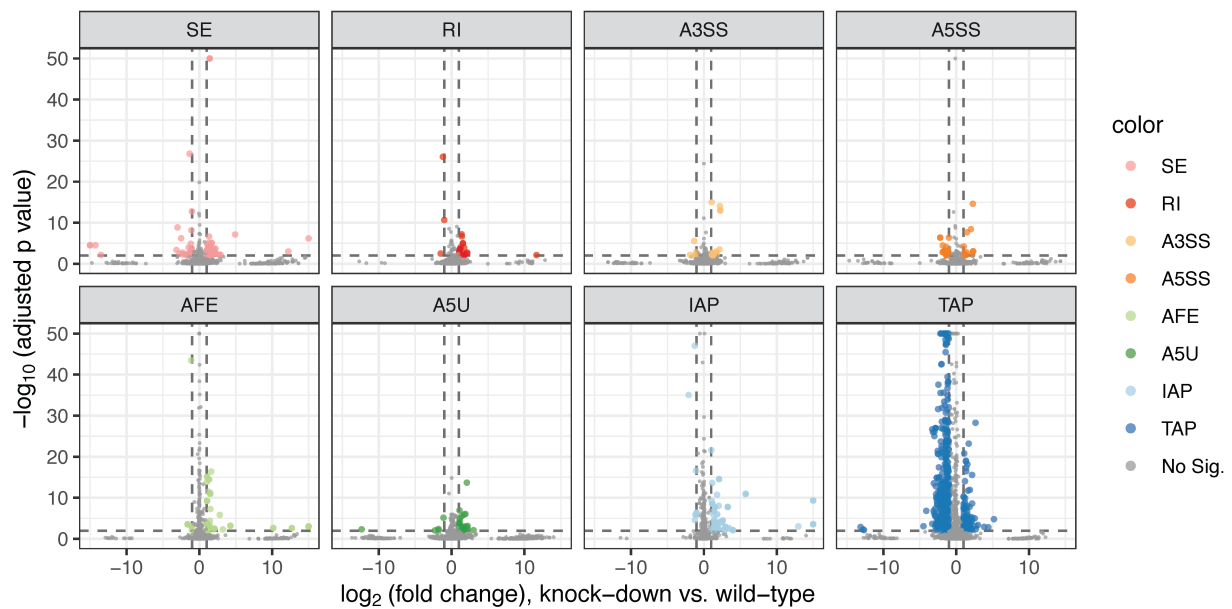 SE RI A3SS A5SS
50
40
30
20
10
0
AFE A5U IAP TAP
50
40
30
20
10
0
−10 0 10 −10 0 10 −10 0 10 −10 0 10
−log10 (adjusted p value)
log2 (fold change), knock−down vs. wild−type
color
SE
RI
A3SS
A5SS
AFE
A5U
IAP
TAP
No Sig.